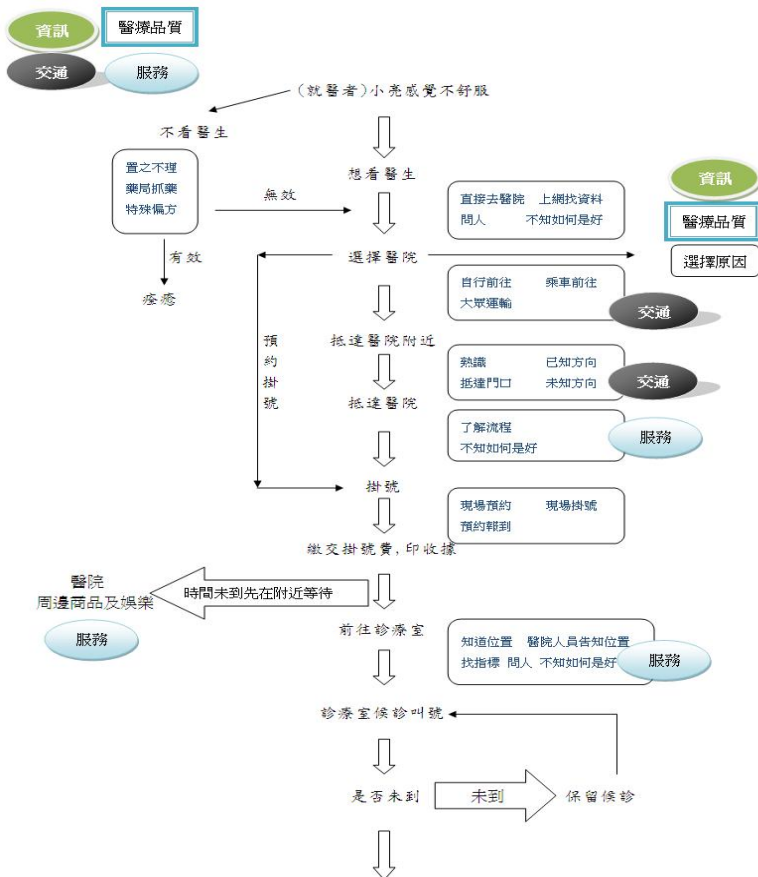 資訊
醫療品質
交通
服務
(就醫者)小亮感覺不舒服
不看醫生
置之不理
藥局抓藥
特殊偏方
無效
有效
痊癒
想看醫生
直接去醫院 上網找資料
問人 不知如何是好
資訊
醫療品質
選擇原因
選擇醫院
自行前往 乘車前往
大眾運輸
交通
預約掛號
抵達醫院附近
熟識 已知方向
抵達門口 未知方向
交通
抵達醫院
了解流程
不知如何是好
服務
掛號
現場預約 現場掛號
預約報到
繳交掛號費,印收據
時間未到先在附近等待
醫院
周邊商品及娛樂
服務
前往診療室
知道位置 醫院人員告知位置
找指標 問人 不知如何是好
服務
診療室候診叫號
是否未到
未到
保留候診